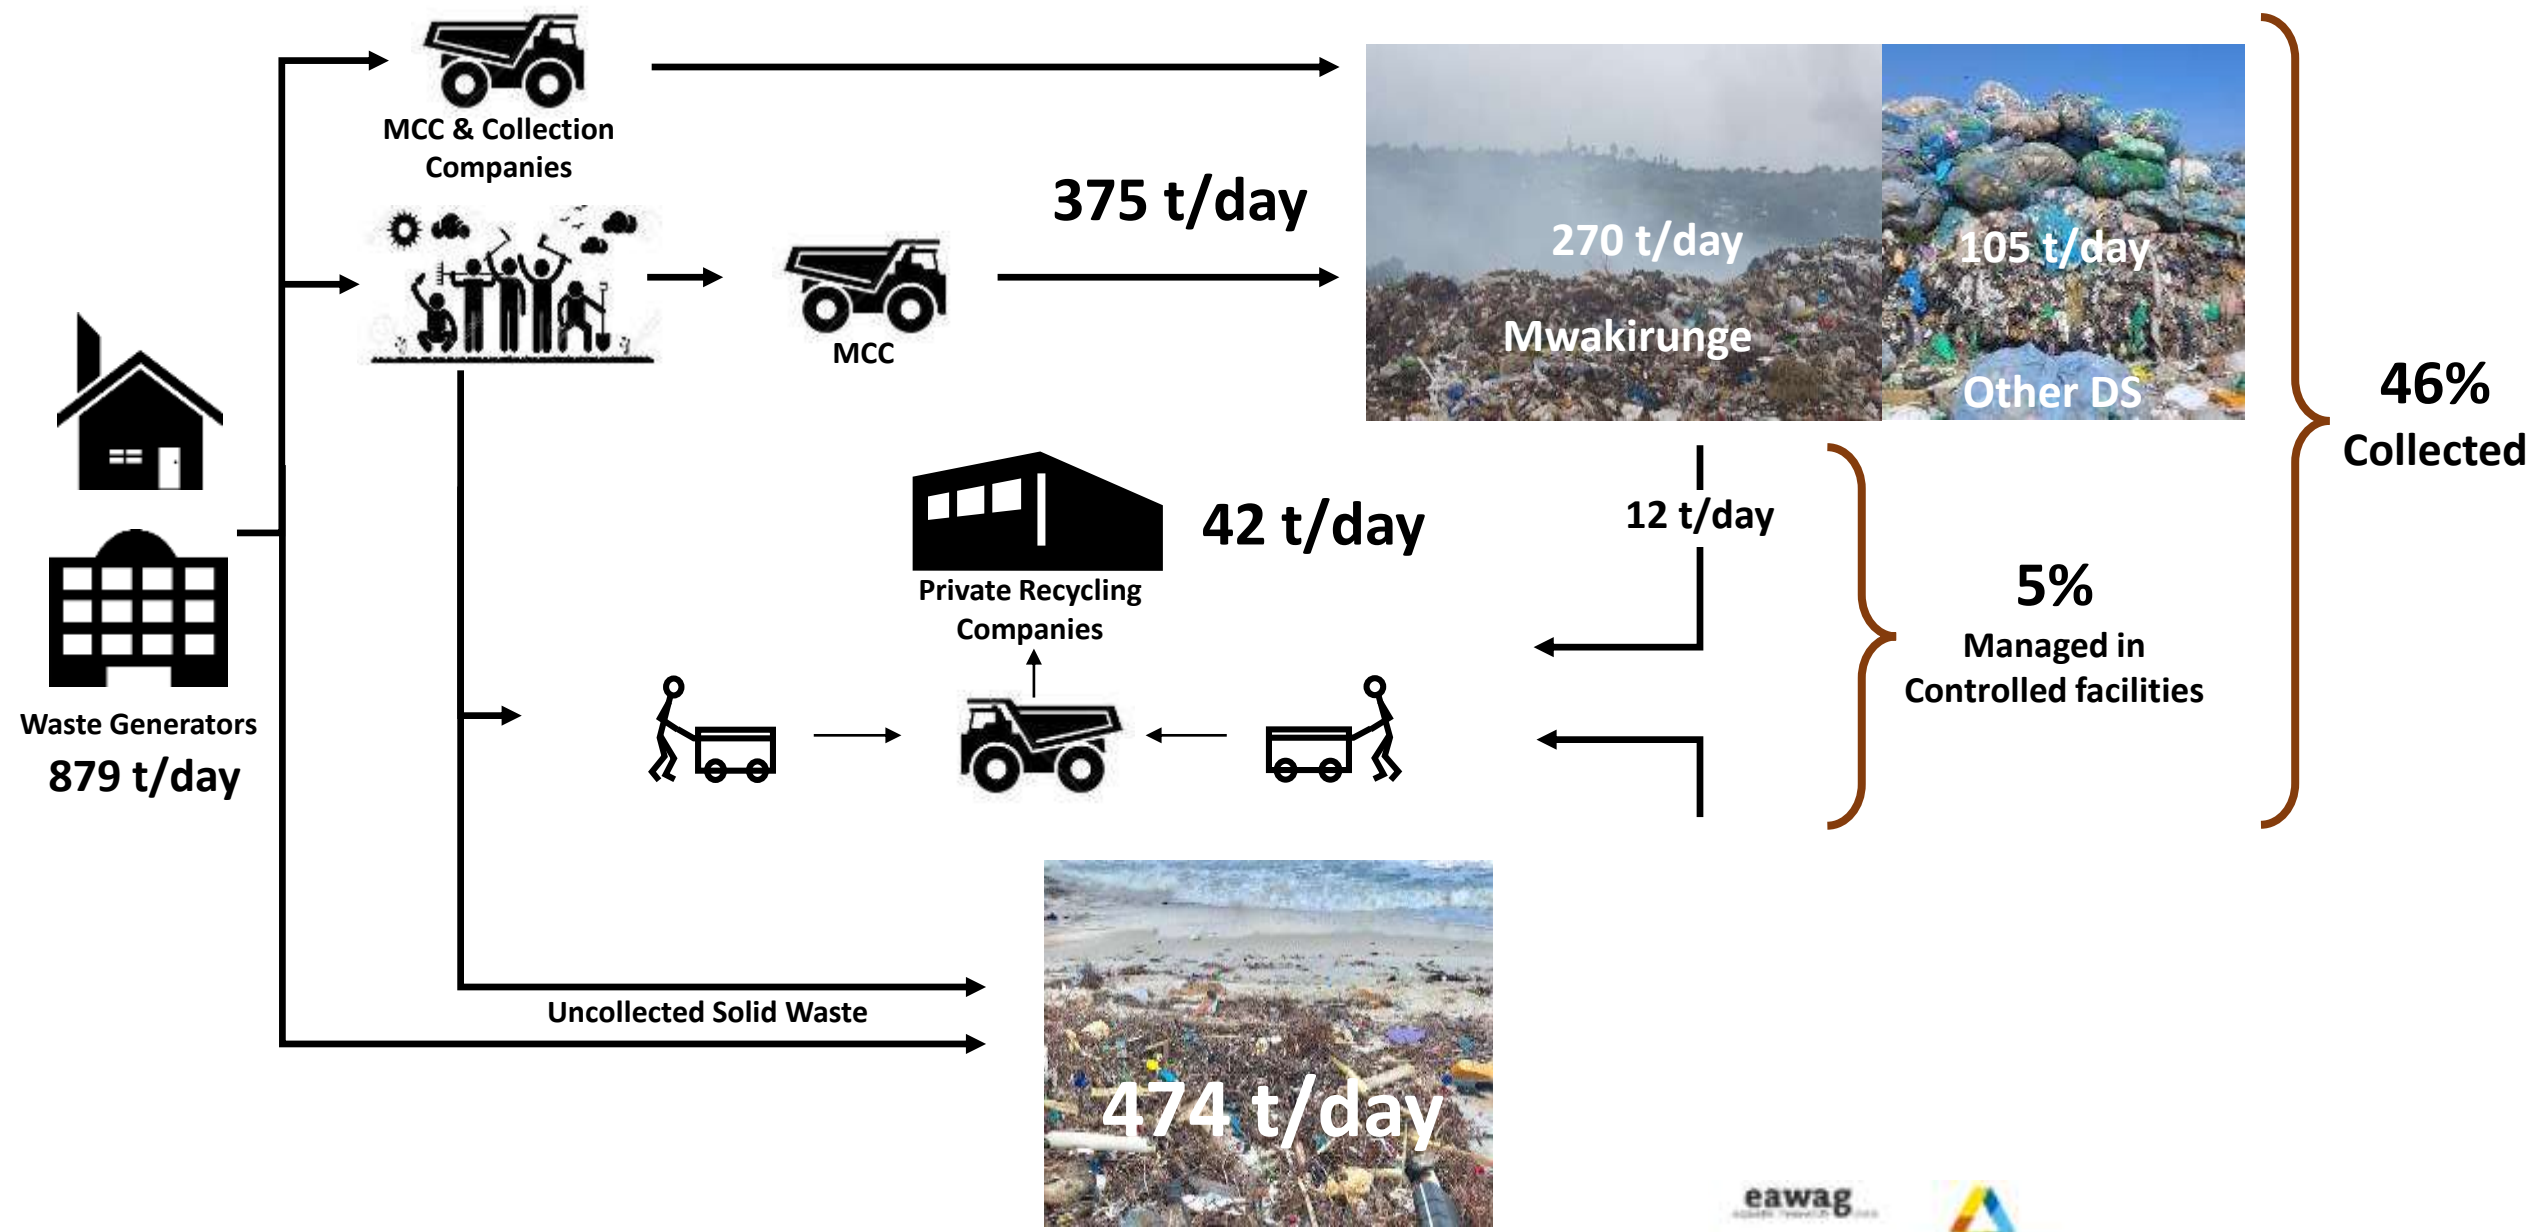 MCC & Collection
Companies
375 t/day
MCC
270 t/day
Mwakirunge
105 t/day
Other DS
46%
Collected
Waste Generators
879 t/day
Private Recycling
Companies
42 t/day
12 t/day
5%
Managed in
Controlled facilities
Uncollected Solid Waste
474 t/day
eawag